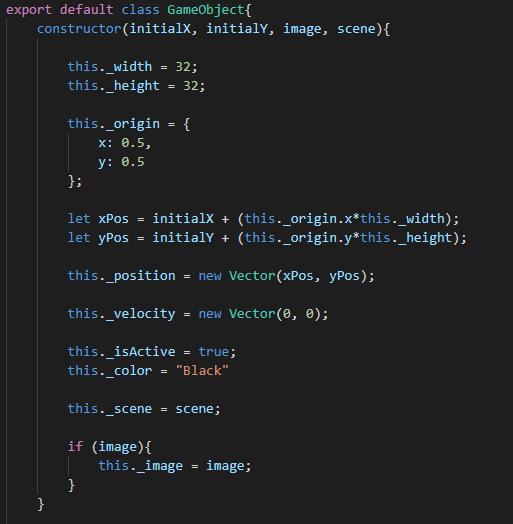 export default class GameObject{
constructor(initialX, initialY, image, scene){
this._width = 32;
this._height = 32;
this._origin = {
x: 0.5,
y: 0.5
};
let xPos = initialX + (this._origin.x*this._width);
let yPos = initialY + (this._origin.y*this._height);
this._position = new Vector(xPos, yPos);
this._velocity = new Vector(0, 0);
this._isActive = true;
this._color = "Black"
this._scene = scene;
if (image){
this._image = image;
}
}